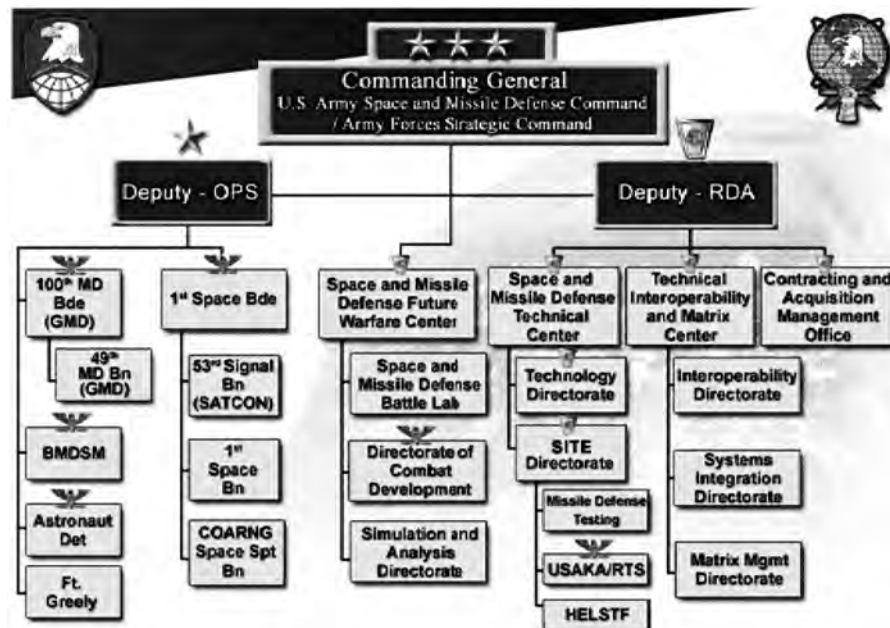 Commanding General
U.S. Army Space and Missile Defense Command
/ Army Forces Strategic Command
Deputy - OPS
Deputy - RDA
100th MD
Bde
(GMD)
49th
MD Bn
(GMD)
BMDSM
Astronaut
Det
Ft.
Greely
1st Space Bde
53rd Signal
Bn
(SATCON)
1st
Space
Bn
COARNG
Space Spt
Bn
Space and Missile
Defense Future
Warfare Center
Space and
Missile Defense
Battle Lab
Directorate of
Combat
Development
Simulation and
Analysis
Directorate
Space and
Missile Defense
Technical
Center
Technology
Directorate
SITE
Directorate
Missile Defense
Testing
USAKA/RTS
HELSTF
Technical
Interoperability
and Matrix
Center
Interoperability
Directorate
Systems
Integration
Directorate
Matrix Mgmt
Directorate
Contracting and
Acquisition
Management
Office